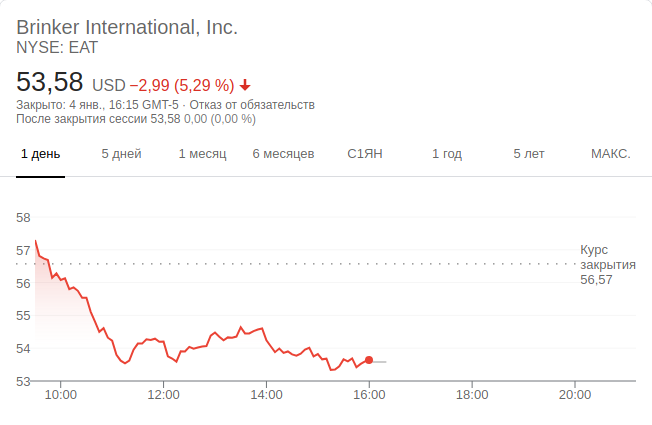 Brinker International, Inc.
NYSE: EAT
53,58 USD −2,99 (5,29 %)
Закрыто: 4 янв., 16:15 GMT-5 · Отказ от обязательств
После закрытия сессии 53,58 0,00 (0,00 %)
1 день 5 дней 1 месяц 6 месяцев С1ЯН 1 год 5 лет МАКС.
58
57
56
55
54
53
Курс
закрытия
56,57
10:00 12:00 14:00 16:00 18:00 20:00